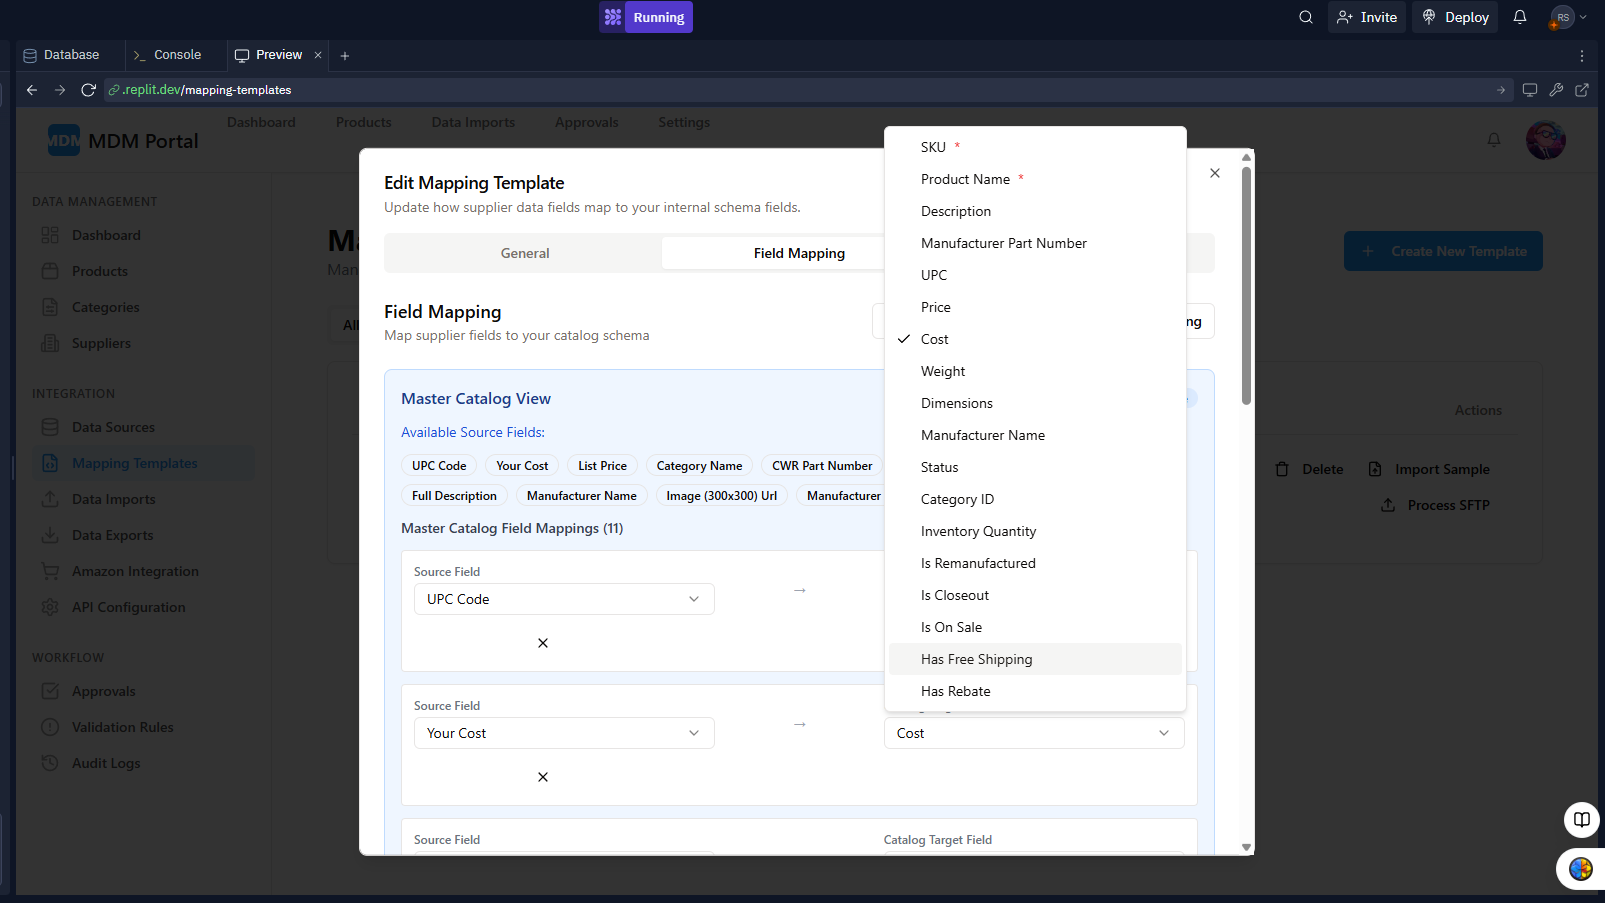 Running
Invite
Deploy
RS
Database
Console
Preview
.replit.dev/mapping-templates
MDM
MDM Portal
Dashboard
Products
Data Imports
Approvals
Settings
DATA MANAGEMENT
Dashboard
Products
Categories
Suppliers
INTEGRATION
Data Sources
Mapping Templates
Data Imports
Data Exports
Amazon Integration
API Configuration
WORKFLOW
Approvals
Validation Rules
Audit Logs
Create New Template
All
Actions
Delete
Import Sample
Process SFTP
Edit Mapping Template
Update how supplier data fields map to your internal schema fields.
General
Field Mapping
Field Mapping
Map supplier fields to your catalog schema
Master Catalog View
Available Source Fields:
UPC Code
Your Cost
List Price
Category Name
CWR Part Number
Full Description
Manufacturer Name
Image (300x300) Url
Manufacturer
Master Catalog Field Mappings (11)
Source Field
UPC Code
→
Source Field
Your Cost
→
Cost
Source Field
Catalog Target Field
SKU *
Product Name *
Description
Manufacturer Part Number
UPC
Price
Cost
Weight
Dimensions
Manufacturer Name
Status
Category ID
Inventory Quantity
Is Remanufactured
Is Closeout
Is On Sale
Has Free Shipping
Has Rebate